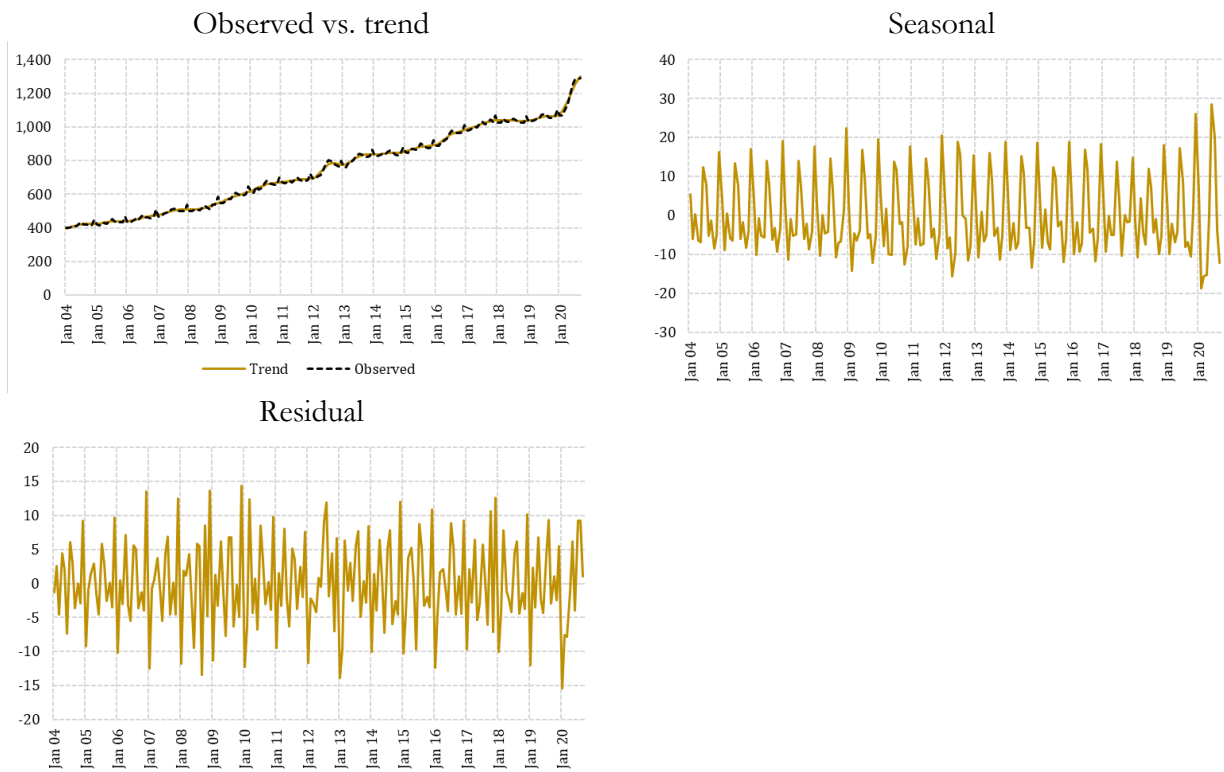 Observed vs. trend
1,400
1,200
1,000
800
600
400
200
0
Jan 04
Jan 05
Jan 06
Jan 07
Jan 08
Jan 09
Jan 10
Jan 11
Jan 12
Jan 13
Jan 14
Jan 15
Jan 16
Jan 17
Jan 18
Jan 19
Jan 20
Trend
Observed
Seasonal
40
30
20
10
0
-10
-20
-30
Jan 04
Jan 05
Jan 06
Jan 07
Jan 08
Jan 09
Jan 10
Jan 11
Jan 12
Jan 13
Jan 14
Jan 15
Jan 16
Jan 17
Jan 18
Jan 19
Jan 20
Residual
20
15
10
5
0
-5
-10
-15
-20
Jan 04
Jan 05
Jan 06
Jan 07
Jan 08
Jan 09
Jan 10
Jan 11
Jan 12
Jan 13
Jan 14
Jan 15
Jan 16
Jan 17
Jan 18
Jan 19
Jan 20